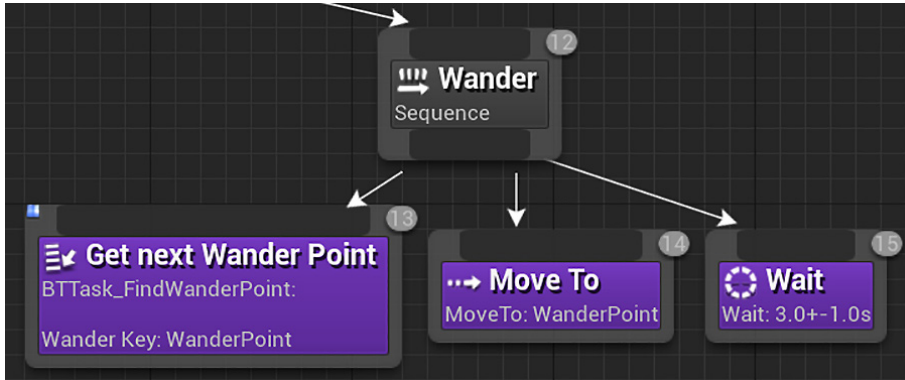 12
Wander
Sequence
13
Get next Wander Point
BTTask_FindWanderPoint:
Wander Key: WanderPoint
14
Move To
MoveTo: WanderPoint
15
Wait
Wait: 3.0+-1.0s